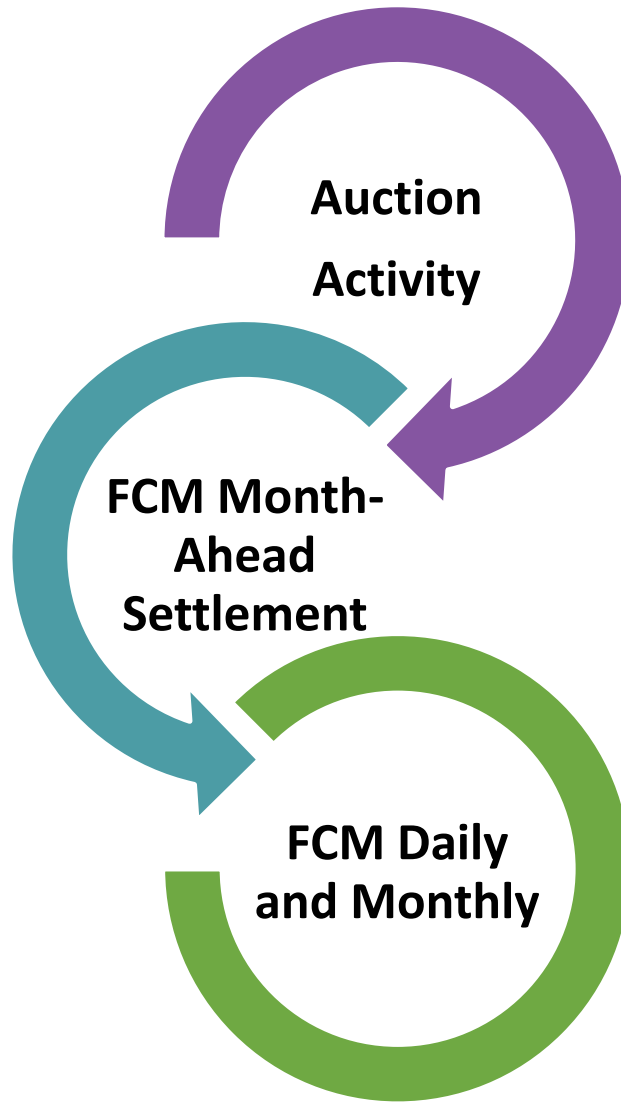 Auction
Activity
FCM Month-
Ahead
Settlement
FCM Daily
and Monthly